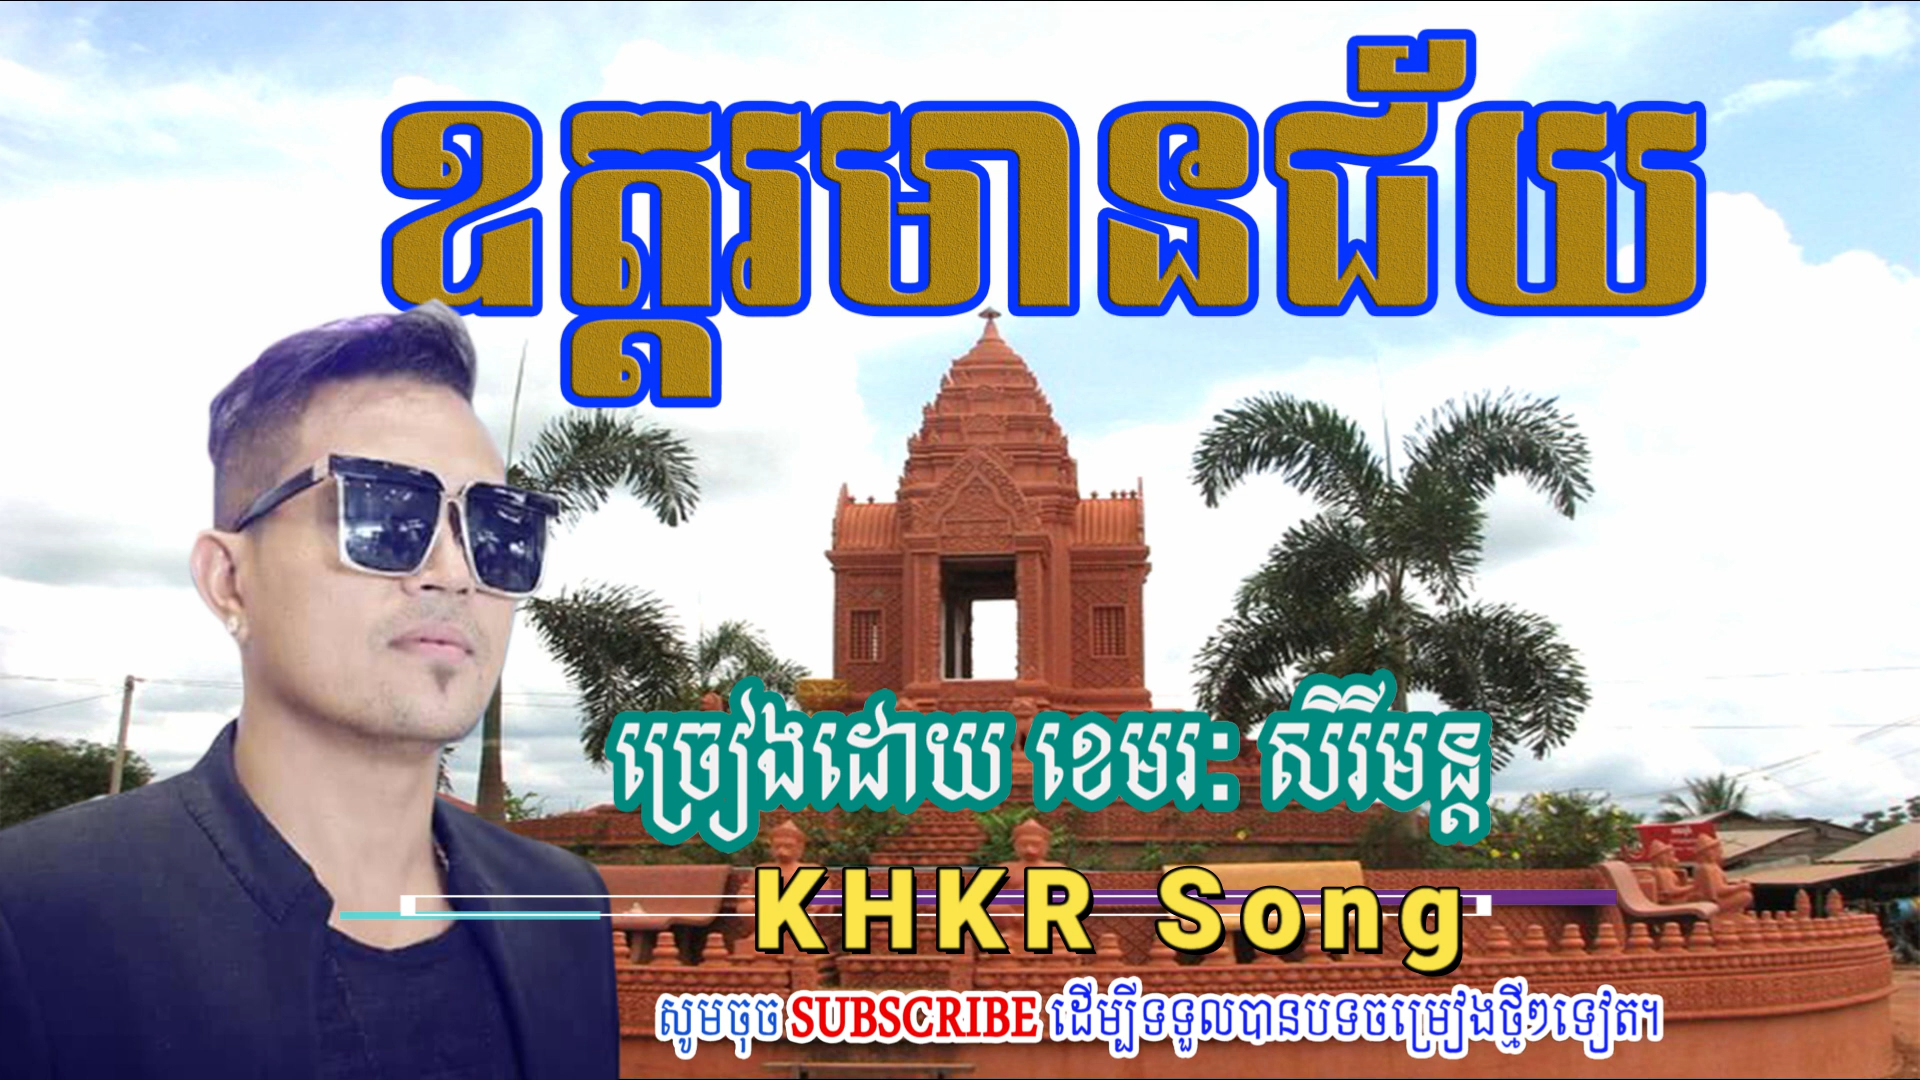 ឧត្តរមានជ័យ
ច្រៀងដោយ ខេមរៈ សិរីមន្ត
KHKR Song
សូមចុច SUBSCRIBE ដើម្បីទទួលបានបទចម្រៀងថ្មីៗទៀត។